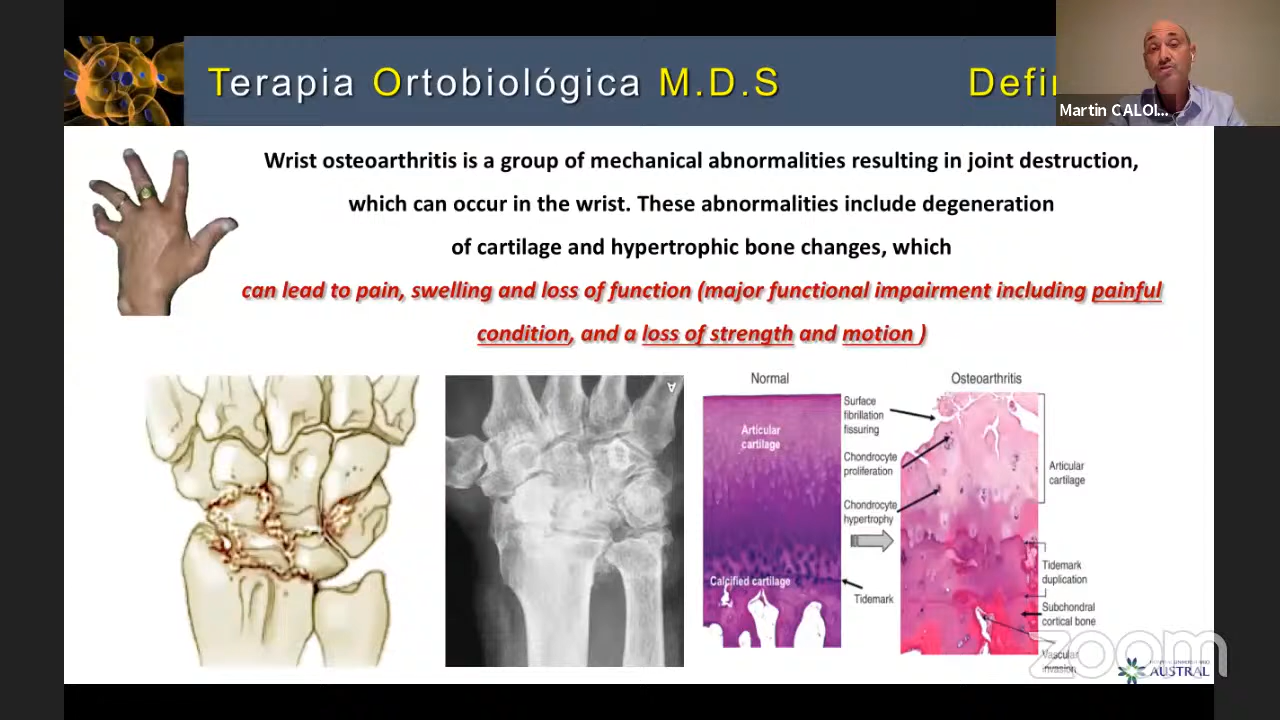 Terapia Ortobiológica M.D.S
Defi
Martin CALOI...
Wrist osteoarthritis is a group of mechanical abnormalities resulting in joint destruction,
which can occur in the wrist. These abnormalities include degeneration
of cartilage and hypertrophic bone changes, which
can lead to pain, swelling and loss of function (major functional impairment including painful
condition, and a loss of strength and motion )
A
Normal
Articular
cartilage
Calcified cartilage
Surface
fibrillation
fissuring
Chondrocyte
proliferation
Chondrocyte
hypertrophy
Tidemark
Osteoarthritis
Articular
cartilage
Tidemark
duplication
Subchondral
cortical bone
Vascular
invasion
zoom
AUSTRAL